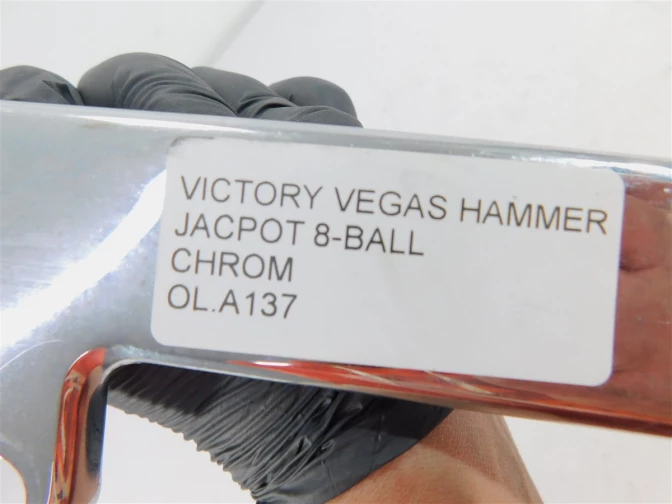 VICTORY VEGAS HAMMER
JACPOT 8-BALL
CHROM
OL.A137